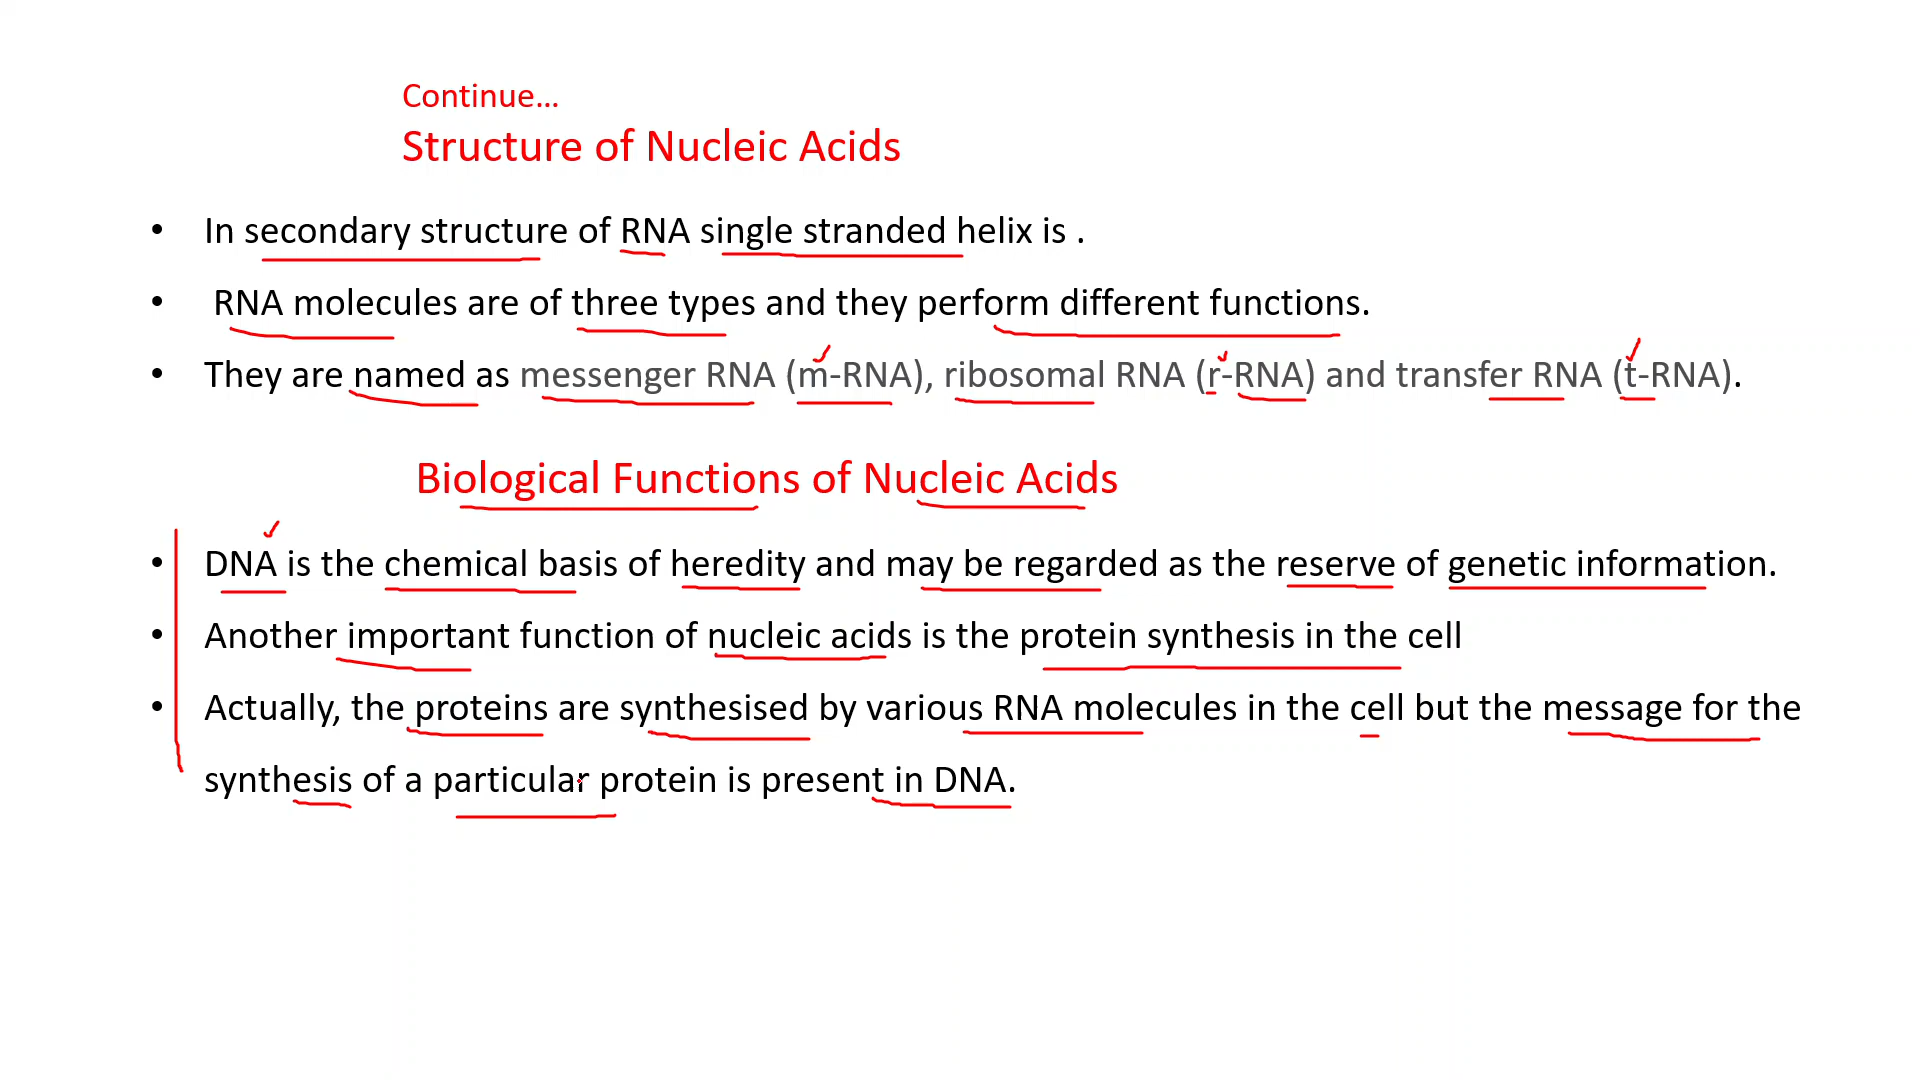 Continue...
Structure of Nucleic Acids
• In secondary structure of RNA single stranded helix is .
• RNA molecules are of three types and they perform different functions.
• They are named as messenger RNA (m-RNA), ribosomal RNA (r-RNA) and transfer RNA (t-RNA).
Biological Functions of Nucleic Acids
• DNA is the chemical basis of heredity and may be regarded as the reserve of genetic information.
• Another important function of nucleic acids is the protein synthesis in the cell
• Actually, the proteins are synthesised by various RNA molecules in the cell but the message for the
synthesis of a particular protein is present in DNA.